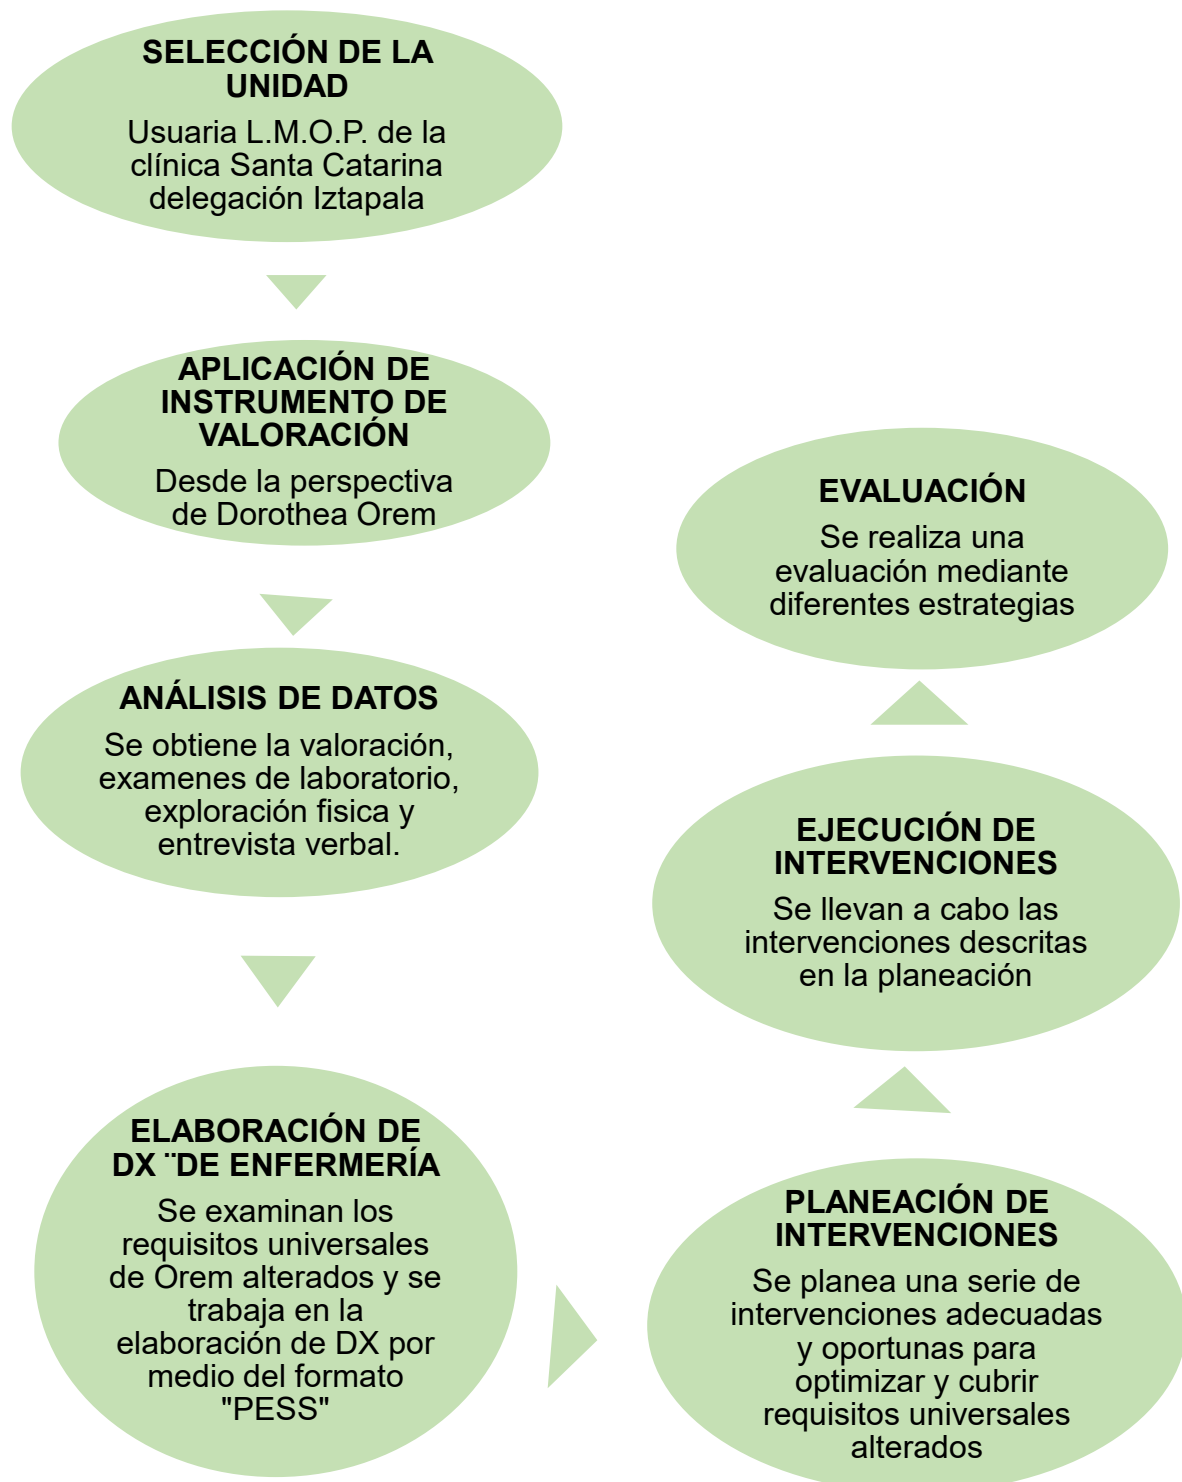 SELECCIÓN DE LA
UNIDAD
Usuaria L.M.O.P. de la
clínica Santa Catarina
delegación Iztapala
APLICACIÓN DE
INSTRUMENTO DE
VALORACIÓN
Desde la perspectiva
de Dorothea Orem
ANÁLISIS DE DATOS
Se obtiene la valoración,
examenes de laboratorio,
exploración fisica y
entrevista verbal.
ELABORACIÓN DE
DX ¨DE ENFERMERÍA
Se examinan los
requisitos universales
de Orem alterados y se
trabaja en la
elaboración de DX por
medio del formato
"PESS"
PLANEACIÓN DE
INTERVENCIONES
Se planea una serie de
intervenciones adecuadas
y oportunas para
optimizar y cubrir
requisitos universales
alterados
EJECUCIÓN DE
INTERVENCIONES
Se llevan a cabo las
intervenciones descritas
en la planeación
EVALUACIÓN
Se realiza una
evaluación mediante
diferentes estrategias